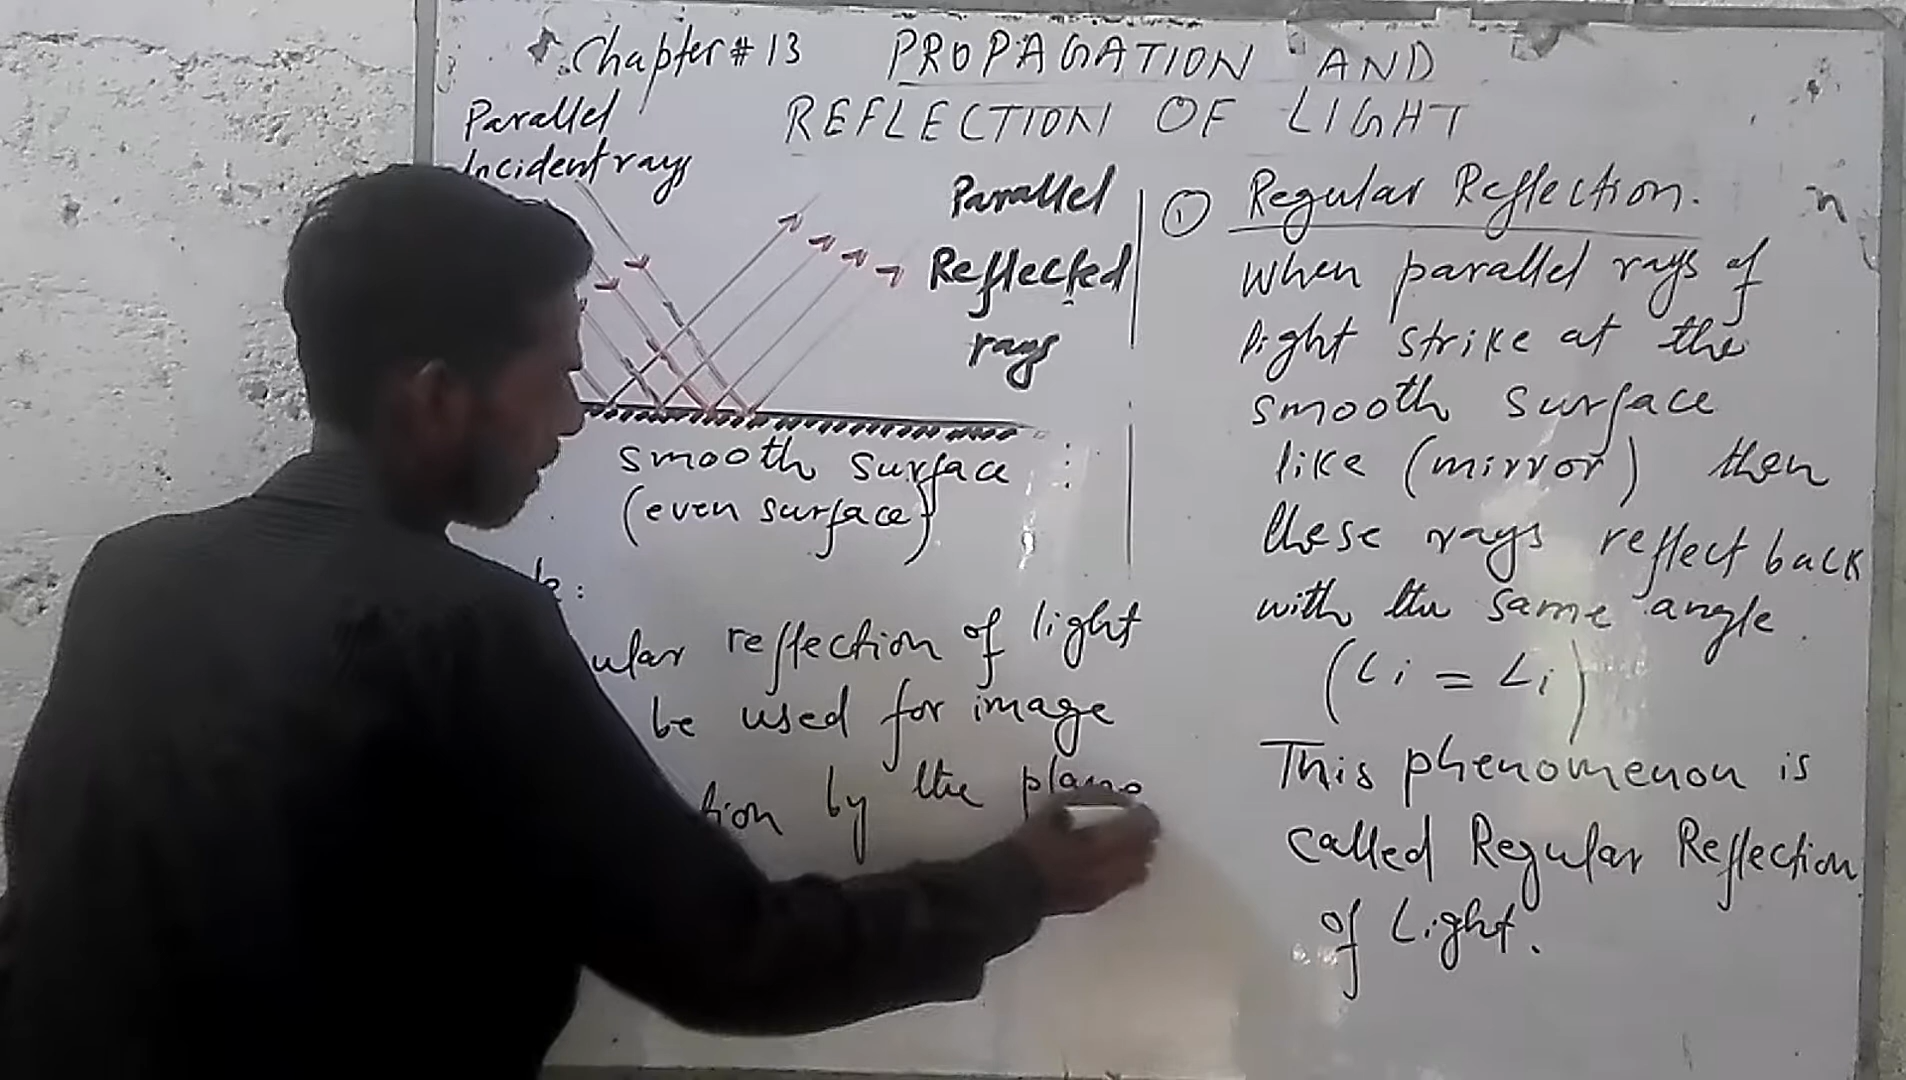 Chapter # 13 PROPAGATION AND
REFLECTION OF LIGHT
Parallel
Incident rays
Parallel
Reflected
rays
smooth surface
(even surface)
reflection of light
be used for image
by the plane
① Regular Reflection.
when parallel rays of
light strike at the
smooth surface
like (mirror) then
these rays reflect back
with the same angle.
(∠i = ∠i)
This phenomenon is
called Regular Reflection
of Light.